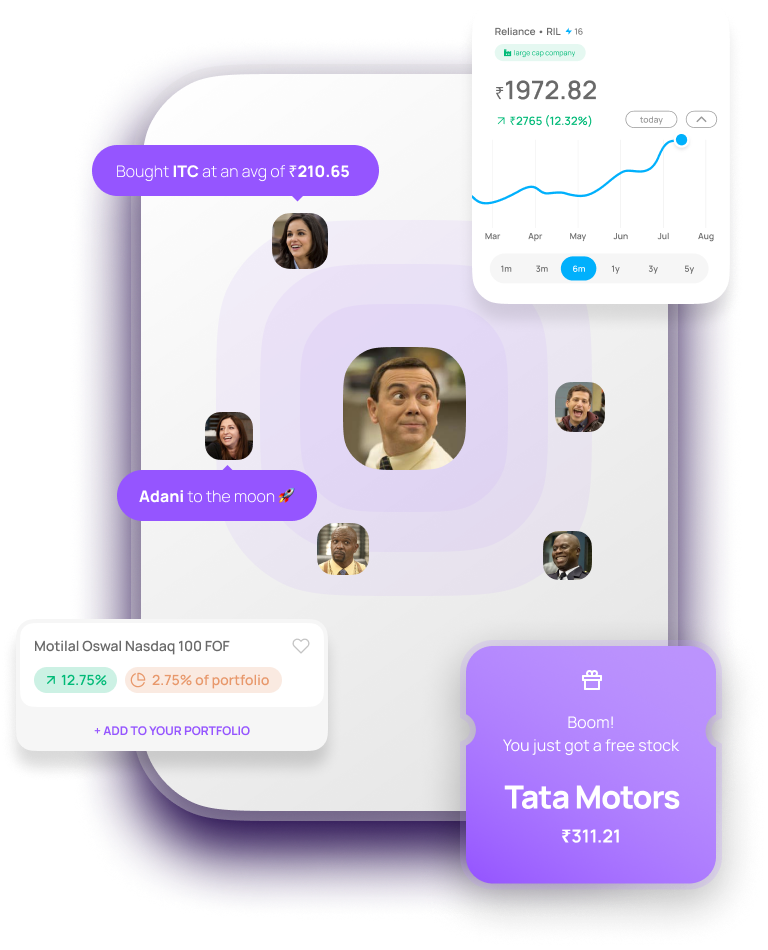 Reliance • RIL 16
large cap company
₹1972.82
₹2765 (12.32%)
today
Mar Apr May Jun Jul Aug
1m 3m 6m 1y 3y 5y
Bought ITC at an avg of ₹210.65
Adani to the moon 🚀
Motilal Oswal Nasdaq 100 FOF
12.75% 2.75% of portfolio
+ ADD TO YOUR PORTFOLIO
Boom!
You just got a free stock
Tata Motors
₹311.21